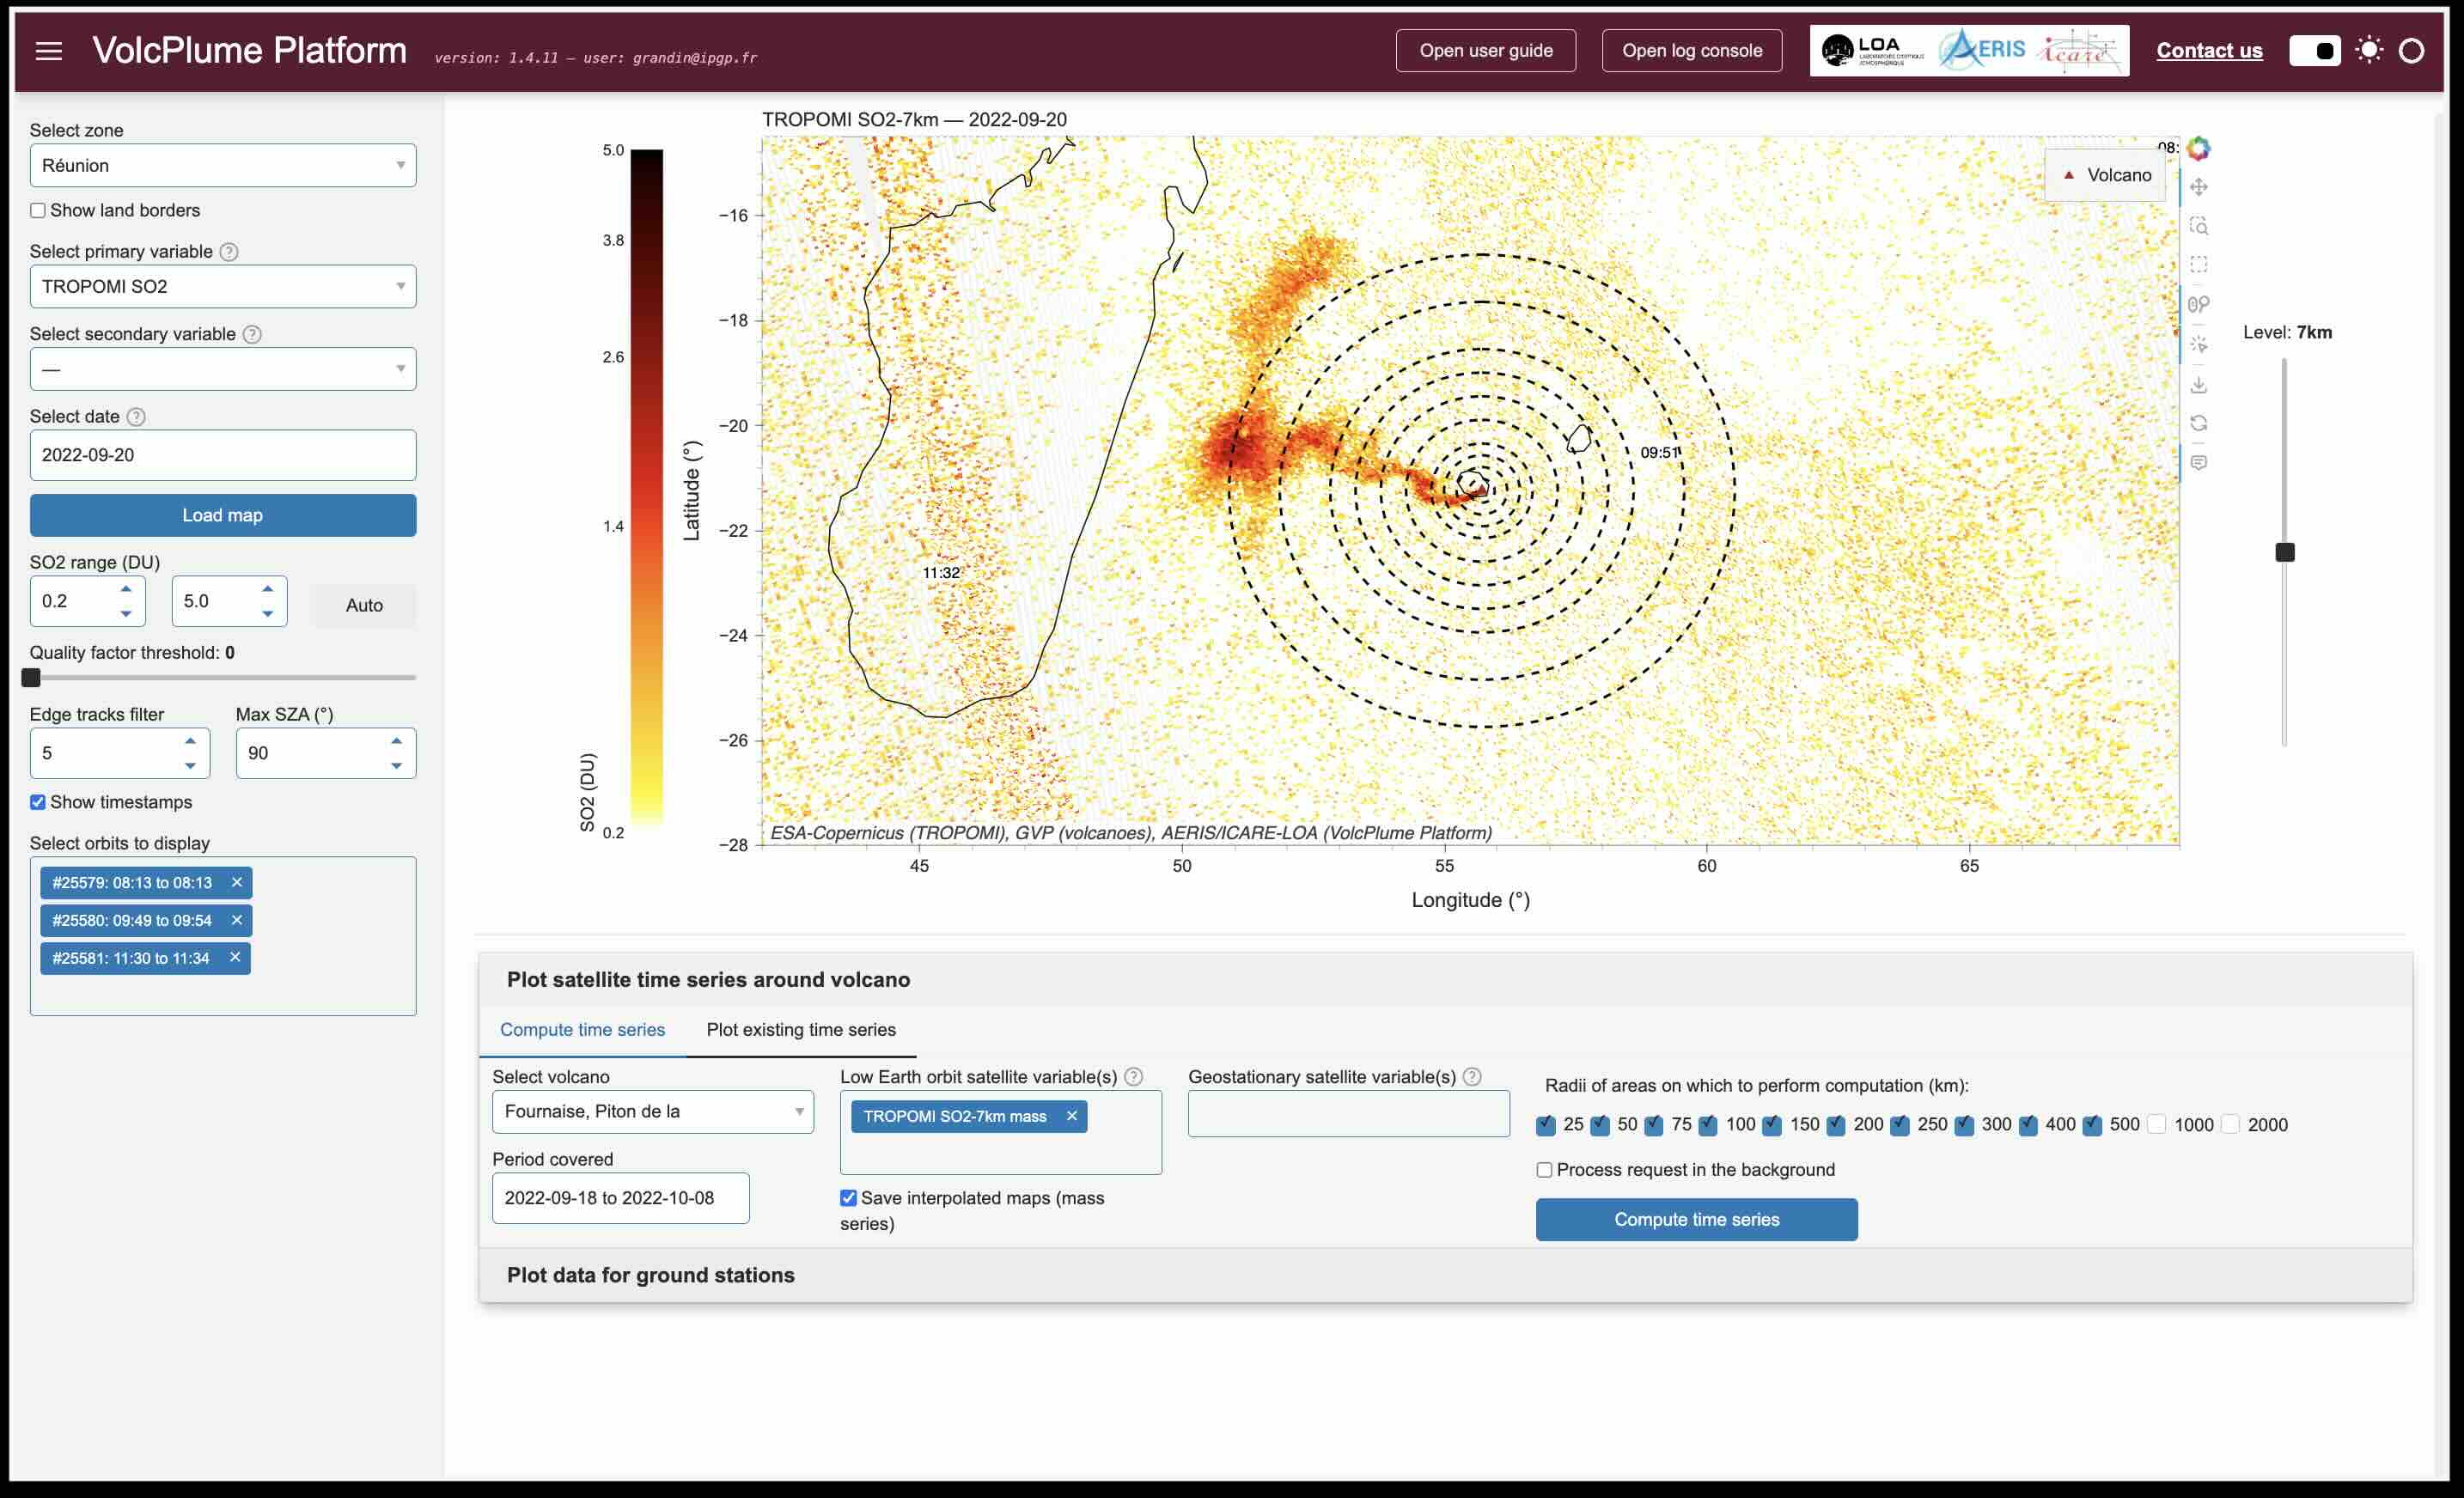 VolcPlume Platform
version: 1.4.11 — user: grandin@ipgp.fr
Open user guide
Open log console
LOA
AERIS
icare
Contact us
Select zone
Réunion
Show land borders
Select primary variable ?
TROPOMI SO2
Select secondary variable ?
—
Select date ?
2022-09-20
Load map
SO2 range (DU)
0.2
5.0
Auto
Quality factor threshold: 0
Edge tracks filter
Max SZA (°)
5
90
Show timestamps
Select orbits to display
#25579: 08:13 to 08:13 ×
#25580: 09:49 to 09:54 ×
#25581: 11:30 to 11:34 ×
TROPOMI SO2-7km — 2022-09-20
5.0
3.8
2.6
1.4
0.2
SO2 (DU)
Latitude (°)
−16
−18
−20
−22
−24
−26
−28
08:
Volcano
09:51
11:32
ESA-Copernicus (TROPOMI), GVP (volcanoes), AERIS/ICARE-LOA (VolcPlume Platform)
45
50
55
60
65
Longitude (°)
Level: 7km
Plot satellite time series around volcano
Compute time series
Plot existing time series
Select volcano
Fournaise, Piton de la
Period covered
2022-09-18 to 2022-10-08
Low Earth orbit satellite variable(s) ?
TROPOMI SO2-7km mass ×
Save interpolated maps (mass
series)
Geostationary satellite variable(s) ?
Radii of areas on which to perform computation (km):
25 50 75 100 150 200 250 300 400 500 1000 2000
Process request in the background
Compute time series
Plot data for ground stations